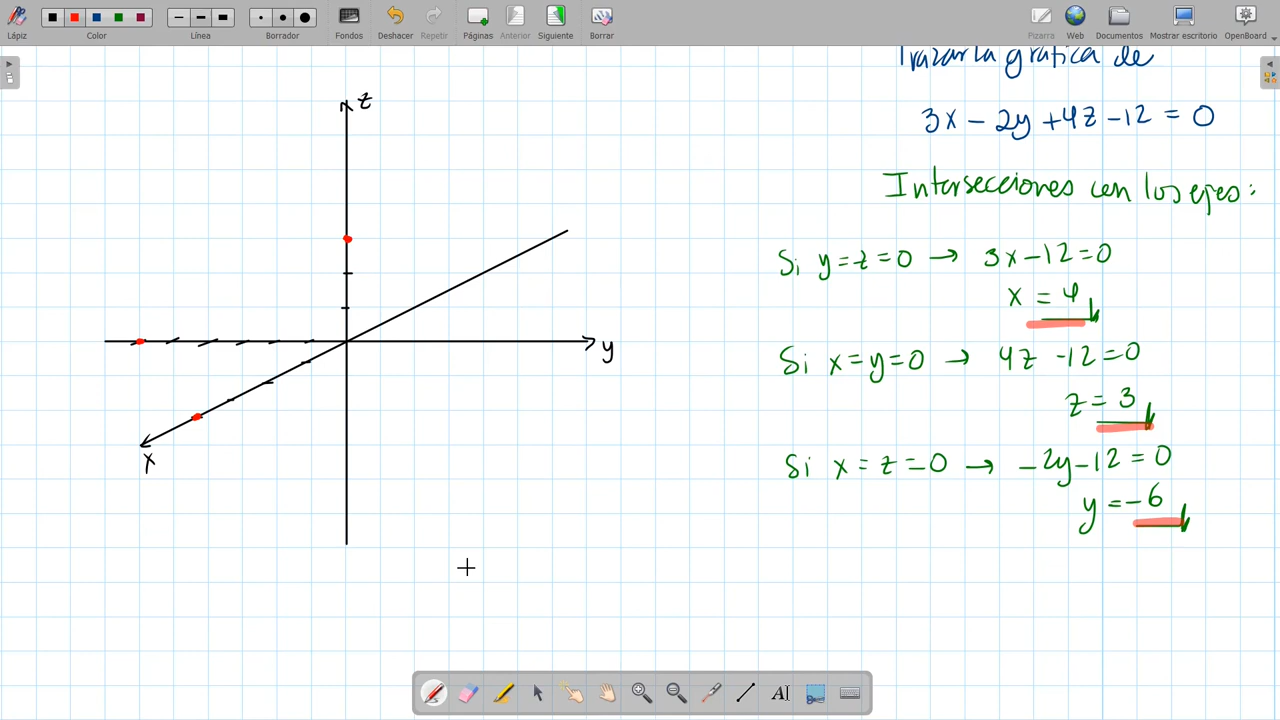 Lápiz Color Línea Borrador Fondos Deshacer Repetir Páginas Anterior Siguiente Borrar Pizarra Web Documentos Mostrar escritorio OpenBoard
Trazar la gráfica de
3x - 2y + 4z - 12 = 0
Intersecciones con los ejes:
Si y = z = 0 → 3x - 12 = 0
x = 4
Si x = y = 0 → 4z - 12 = 0
z = 3
Si x = z = 0 → -2y - 12 = 0
y = -6
z
y
x
AI